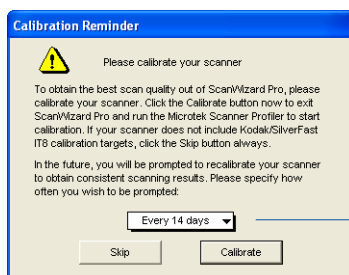 Calibration Reminder
Please calibrate your scanner
To obtain the best scan quality out of ScanWizard Pro, please
calibrate your scanner. Click the Calibrate button now to exit
ScanWizard Pro and run the Microtek Scanner Profiler to start
calibration. If your scanner does not include Kodak/SilverFast
IT8 calibration targets, click the Skip button always.
In the future, you will be prompted to recalibrate your scanner
to obtain consistent scanning results. Please specify how
often you wish to be prompted:
Every 14 days
Skip
Calibrate